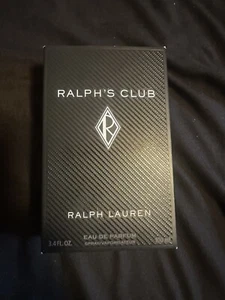 RALPH'S CLUB
R
RALPH LAUREN
EAU DE PARFUM
3.4 FL.OZ.